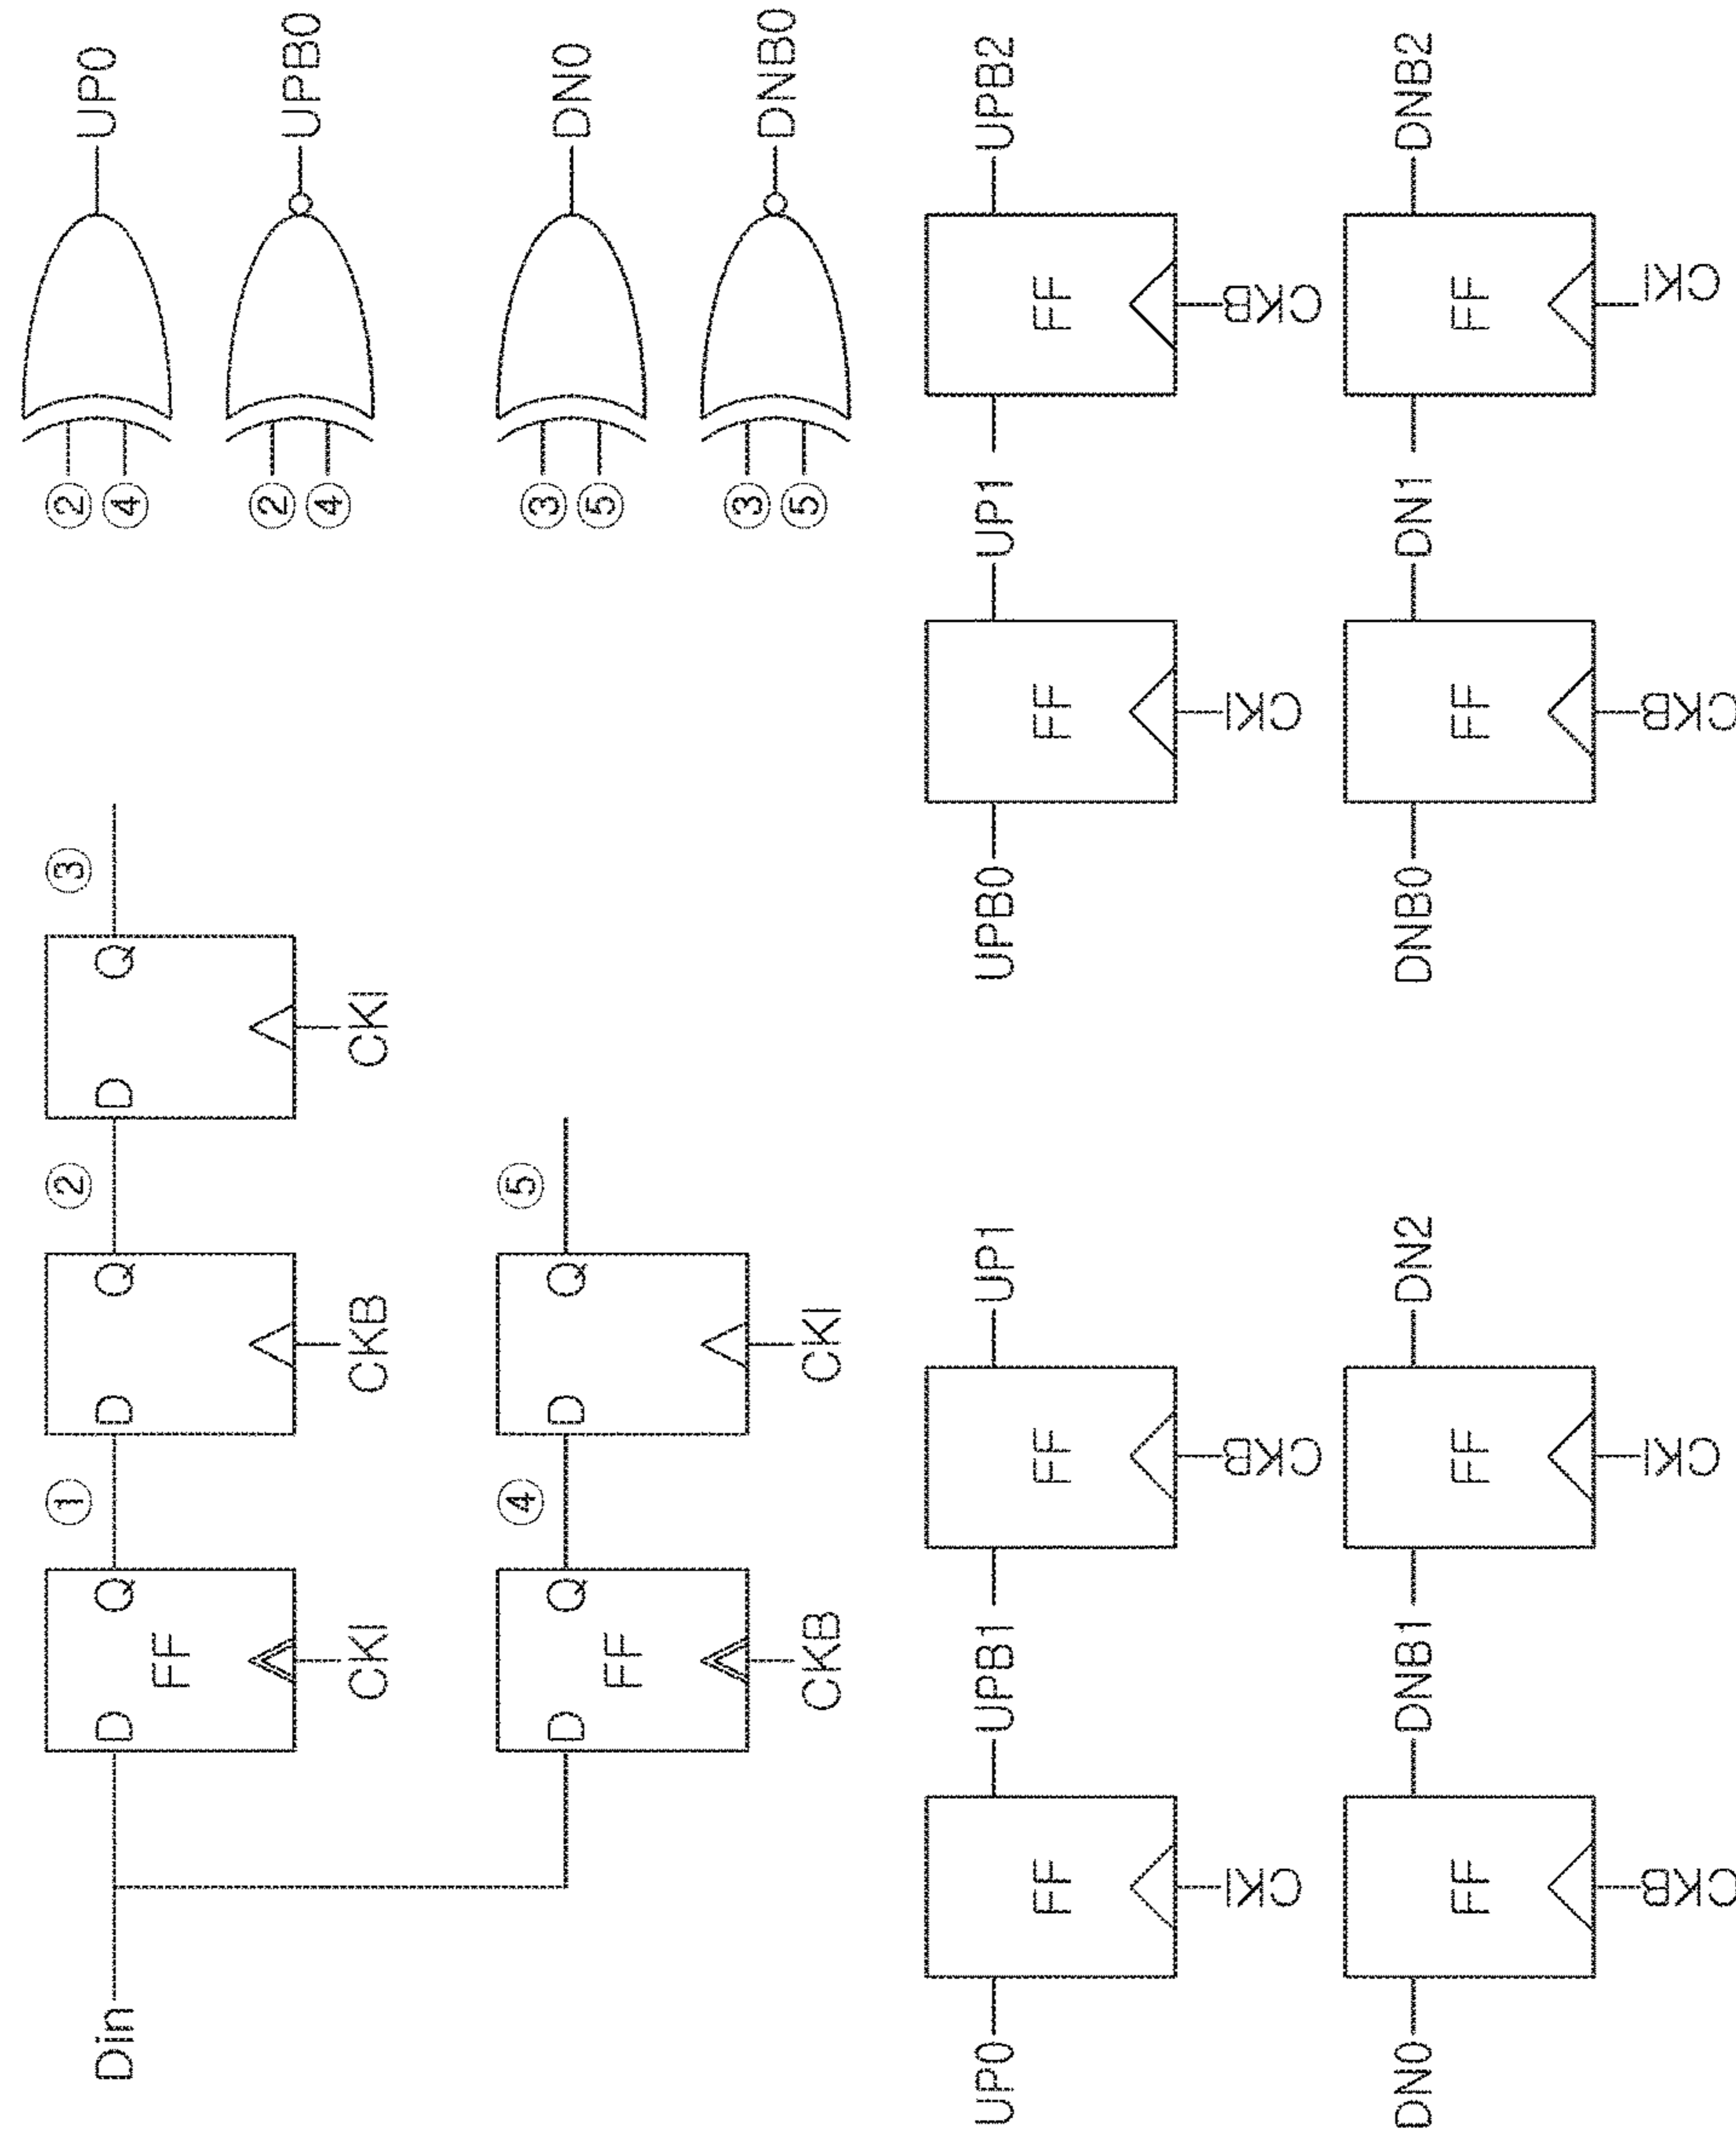 ① ② ③
Din D Q D Q D Q
FF
CKI CKB CKI
④ ⑤
D Q D Q
FF
CKB CKI
②
④
UP0
②
④
UPB0
③
⑤
DN0
③
⑤
DNB0
UP0 UPB1 UP1
FF FF
CKI CKB
DN0 DNB1 DN2
FF FF
CKB CKI
UPB0 UP1 UPB2
FF FF
CKI CKB
DNB0 DN1 DNB2
FF FF
CKB CKI